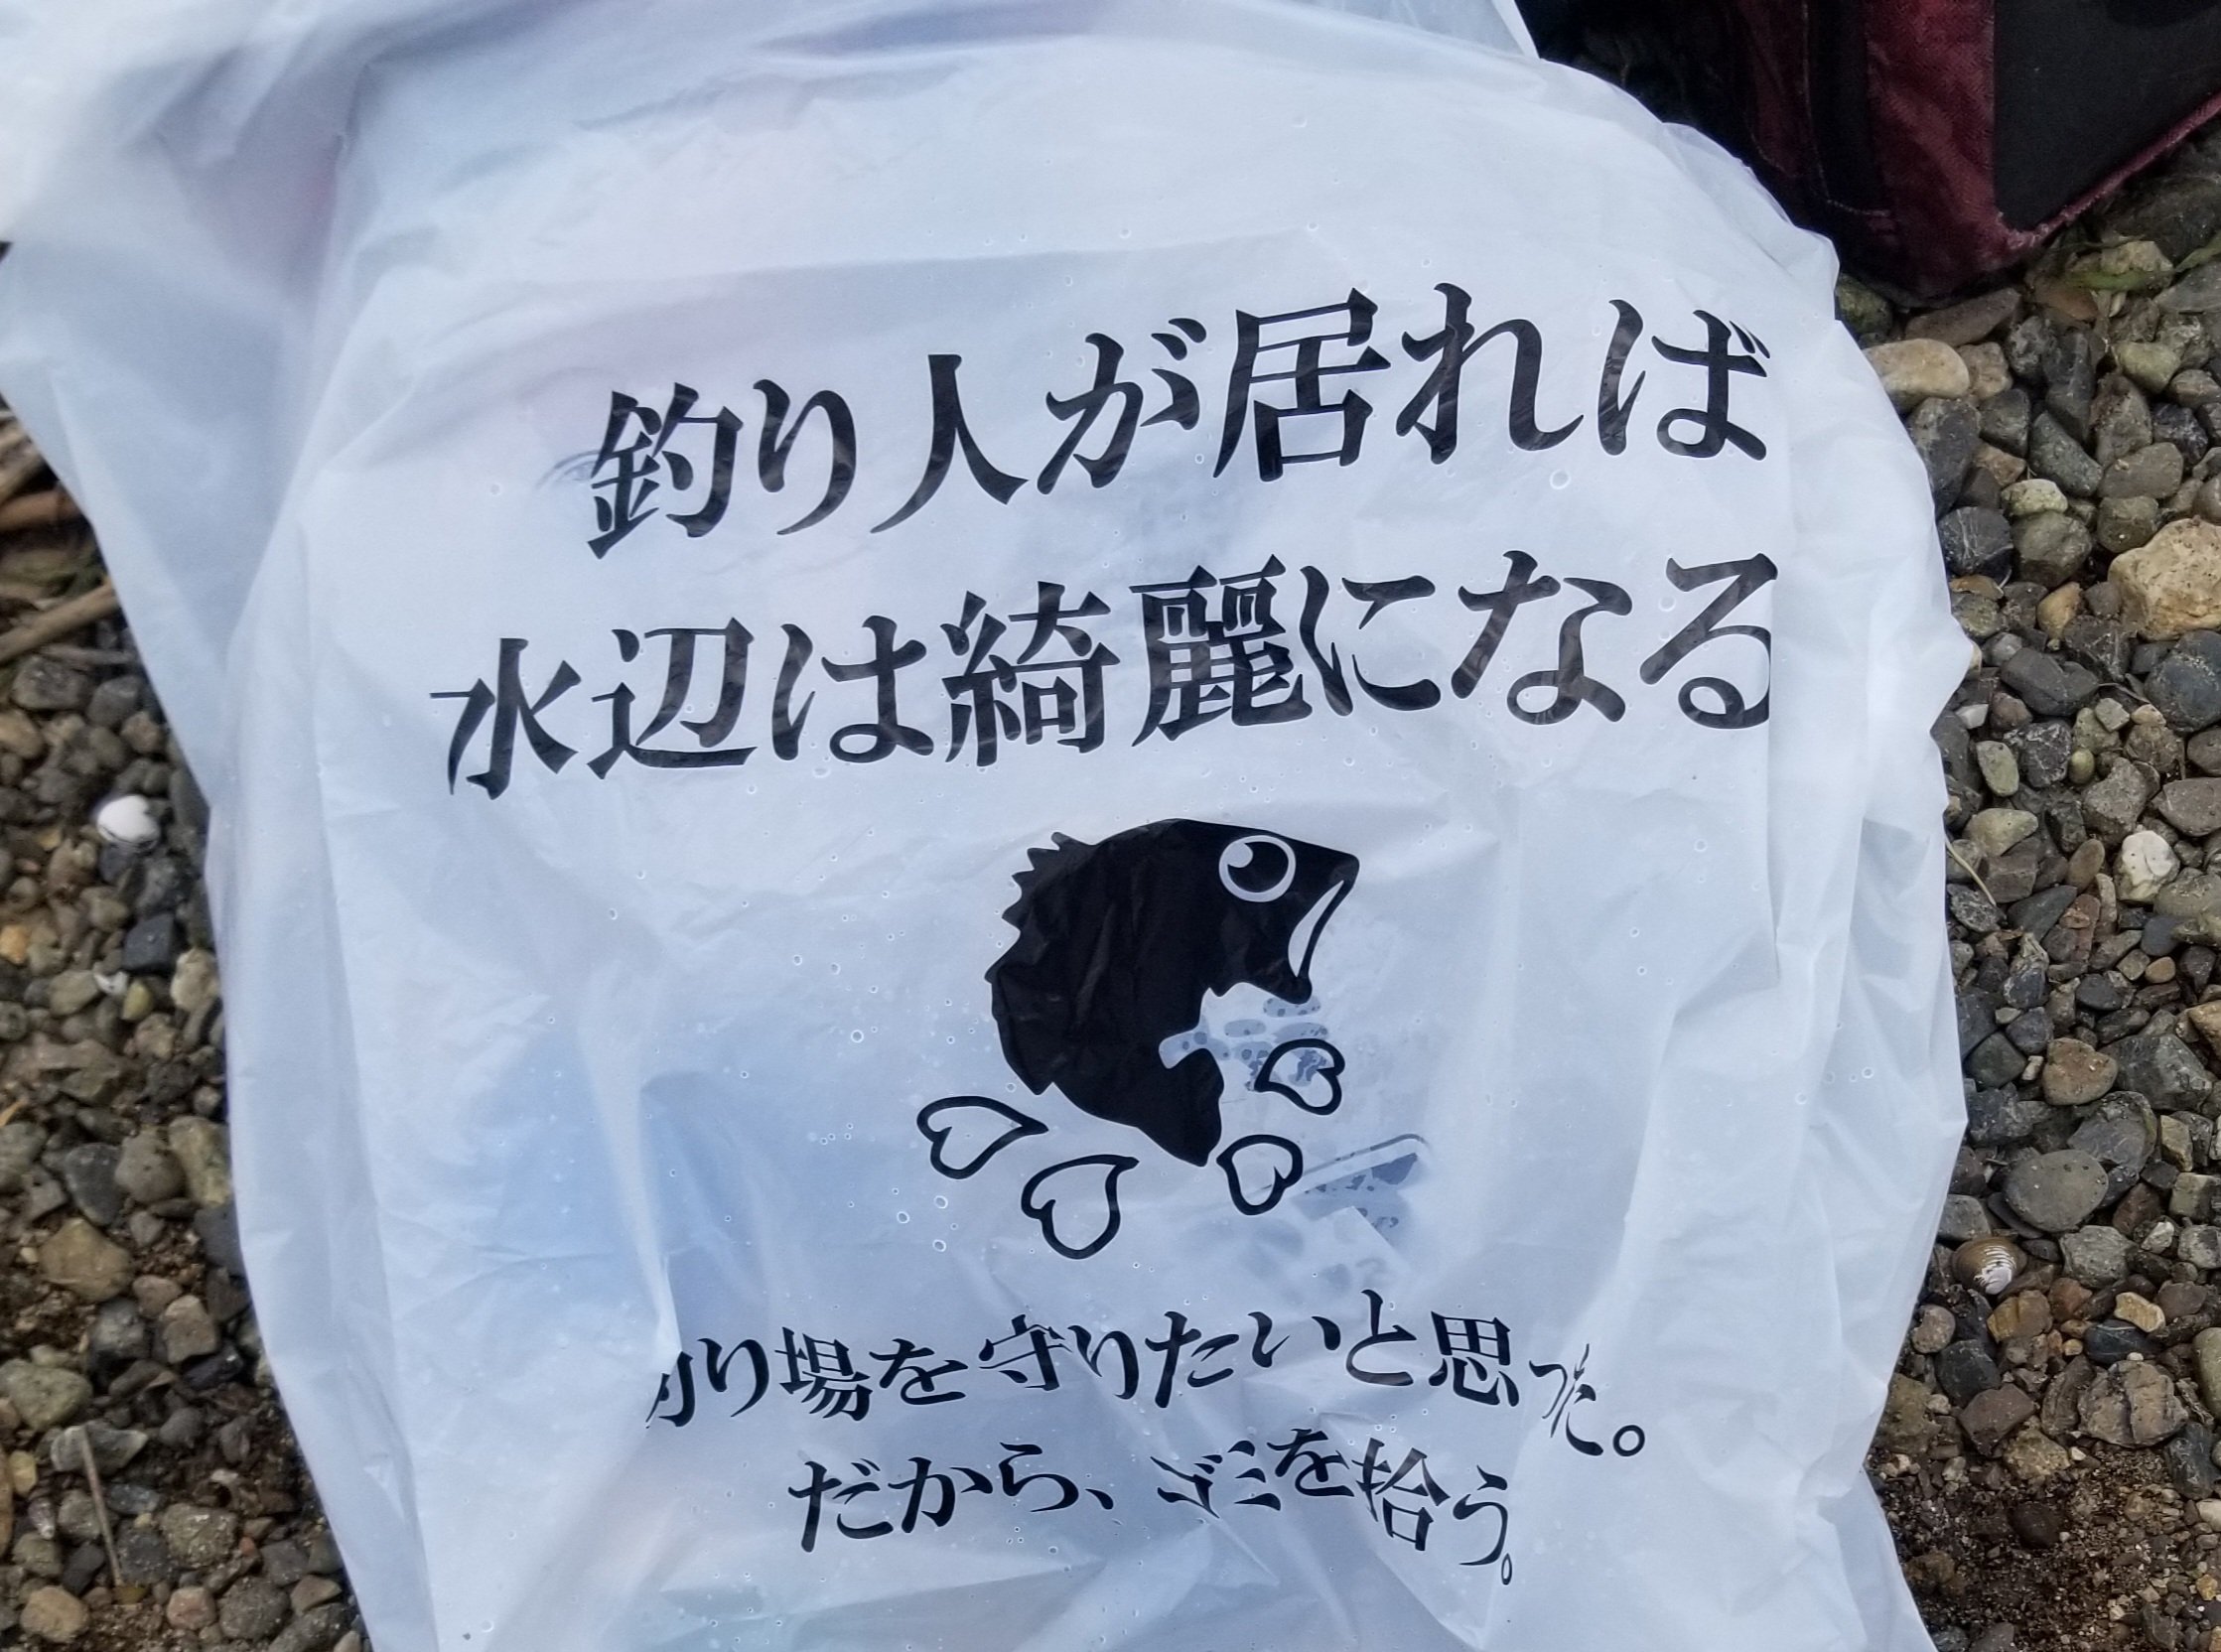 釣り人が居れば
水辺は綺麗になる
釣り場を守りたいと思った。
だから、ゴミを拾う。